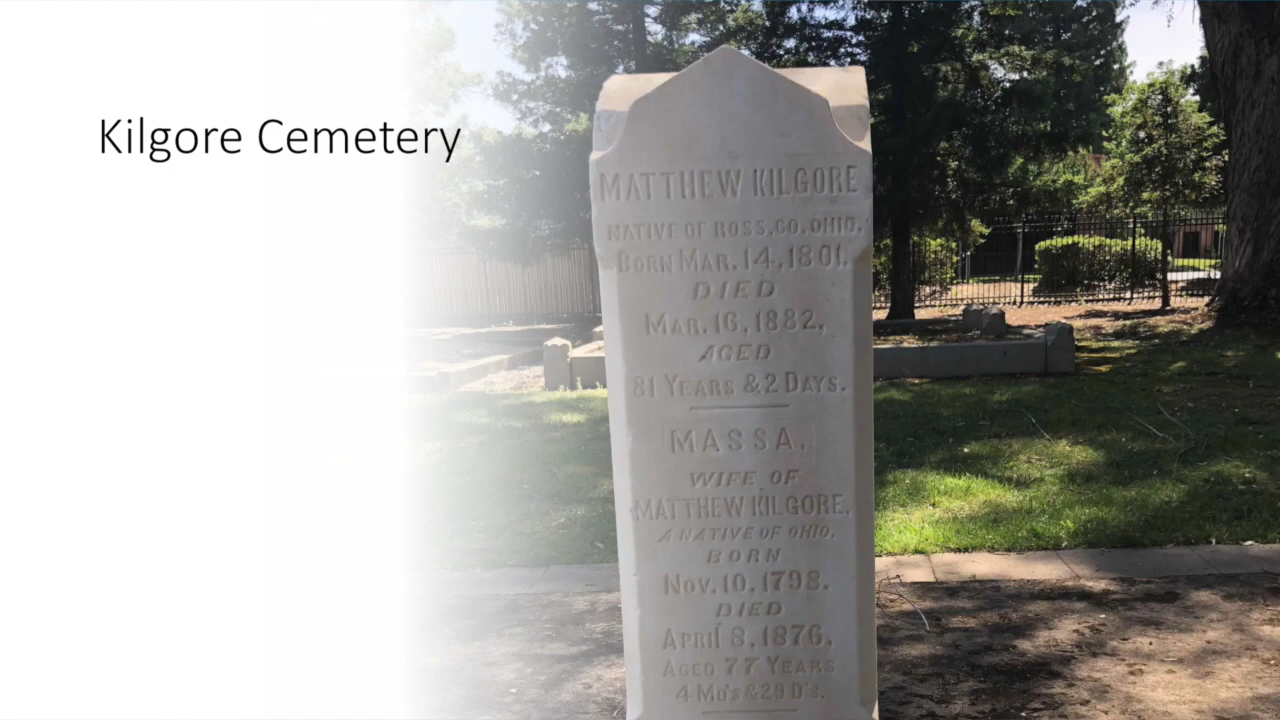 Kilgore Cemetery
MATTHEW KILGORE
NATIVE OF ROSS, CO. OHIO.
BORN MAR. 14, 1801.
DIED
MAR. 16, 1882,
AGED
81 YEARS & 2 DAYS.
MASSA,
WIFE OF
MATTHEW KILGORE,
A NATIVE OF OHIO.
BORN
NOV. 10, 1798.
DIED
APRIL 8, 1876,
AGED 77 YEARS
4 MO'S & 29 D'S.